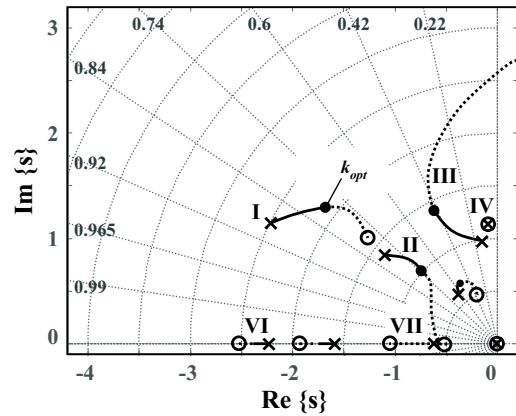 0.74 0.6 0.42 0.22
3
0.84
k_opt
III
2
0.92
IV
I
II
1
0.965
0.99
VI VII
0
-4 -3 -2 -1 0
Re {s}
Im {s}